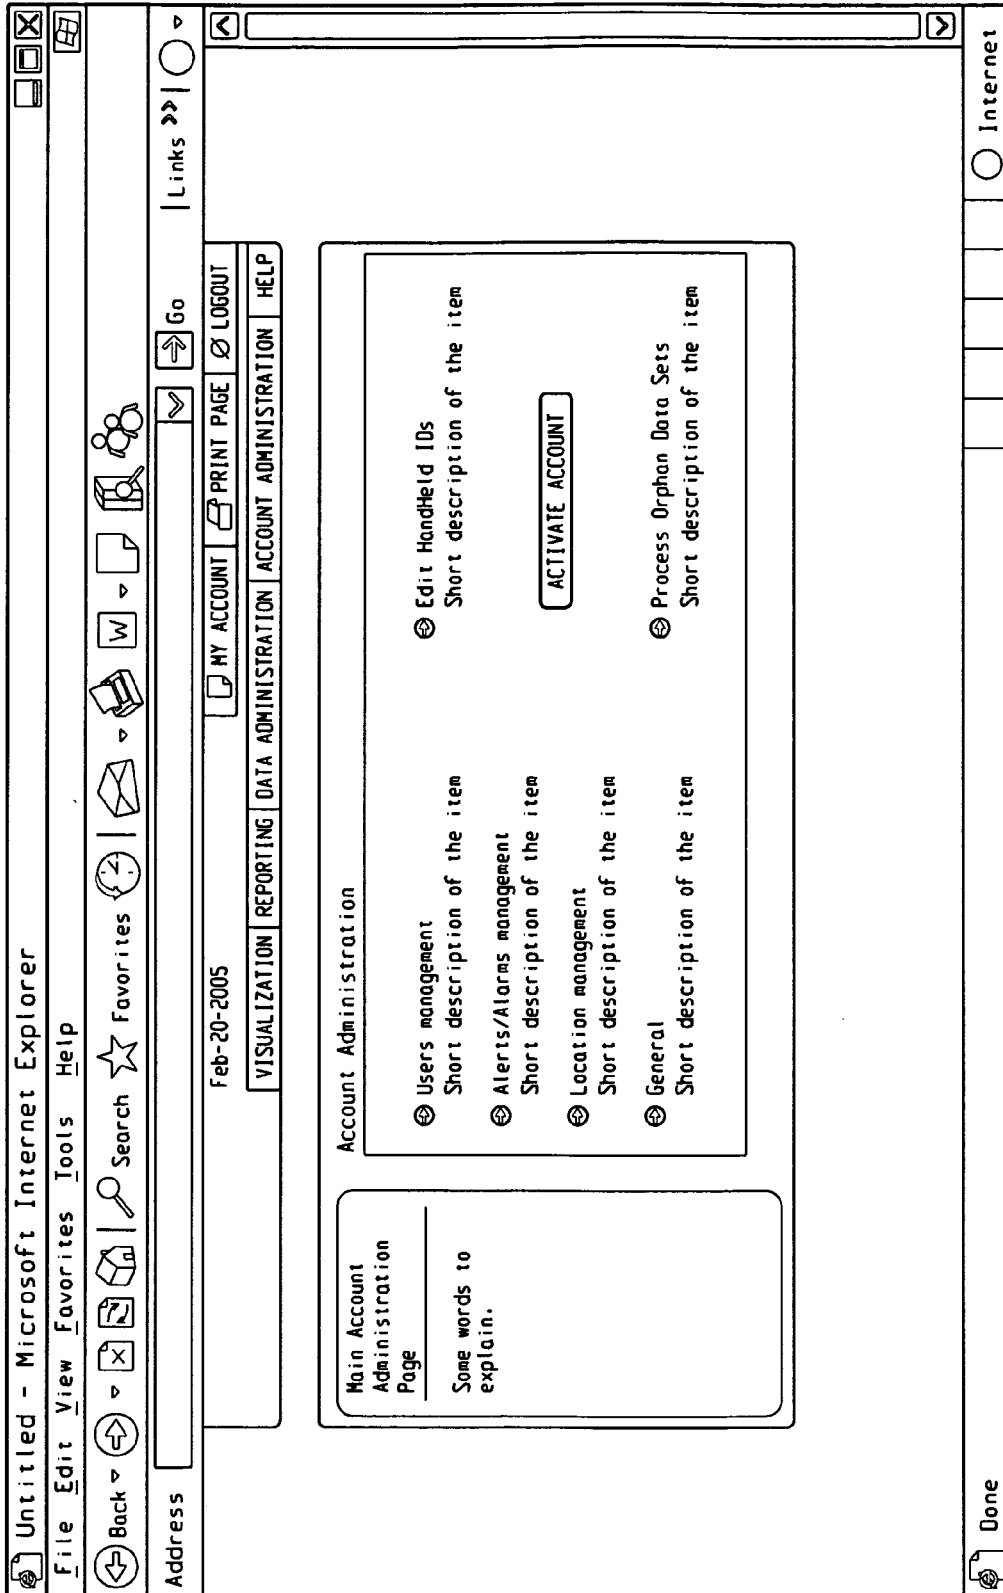 Untitled - Microsoft Internet Explorer
File Edit View Favorites Tools Help
Back Search Favorites W
Address Go Links >>
Feb-20-2005 MY ACCOUNT PRINT PAGE LOGOUT
VISUALIZATION REPORTING DATA ADMINISTRATION ACCOUNT ADMINISTRATION HELP
Main Account
Administration
Page
Some words to
explain.
Account Administration
Users management
Short description of the item
Alerts/Alarms management
Short description of the item
Location management
Short description of the item
General
Short description of the item
Edit HandHeld IDs
Short description of the item
ACTIVATE ACCOUNT
Process Orphan Data Sets
Short description of the item
Done Internet